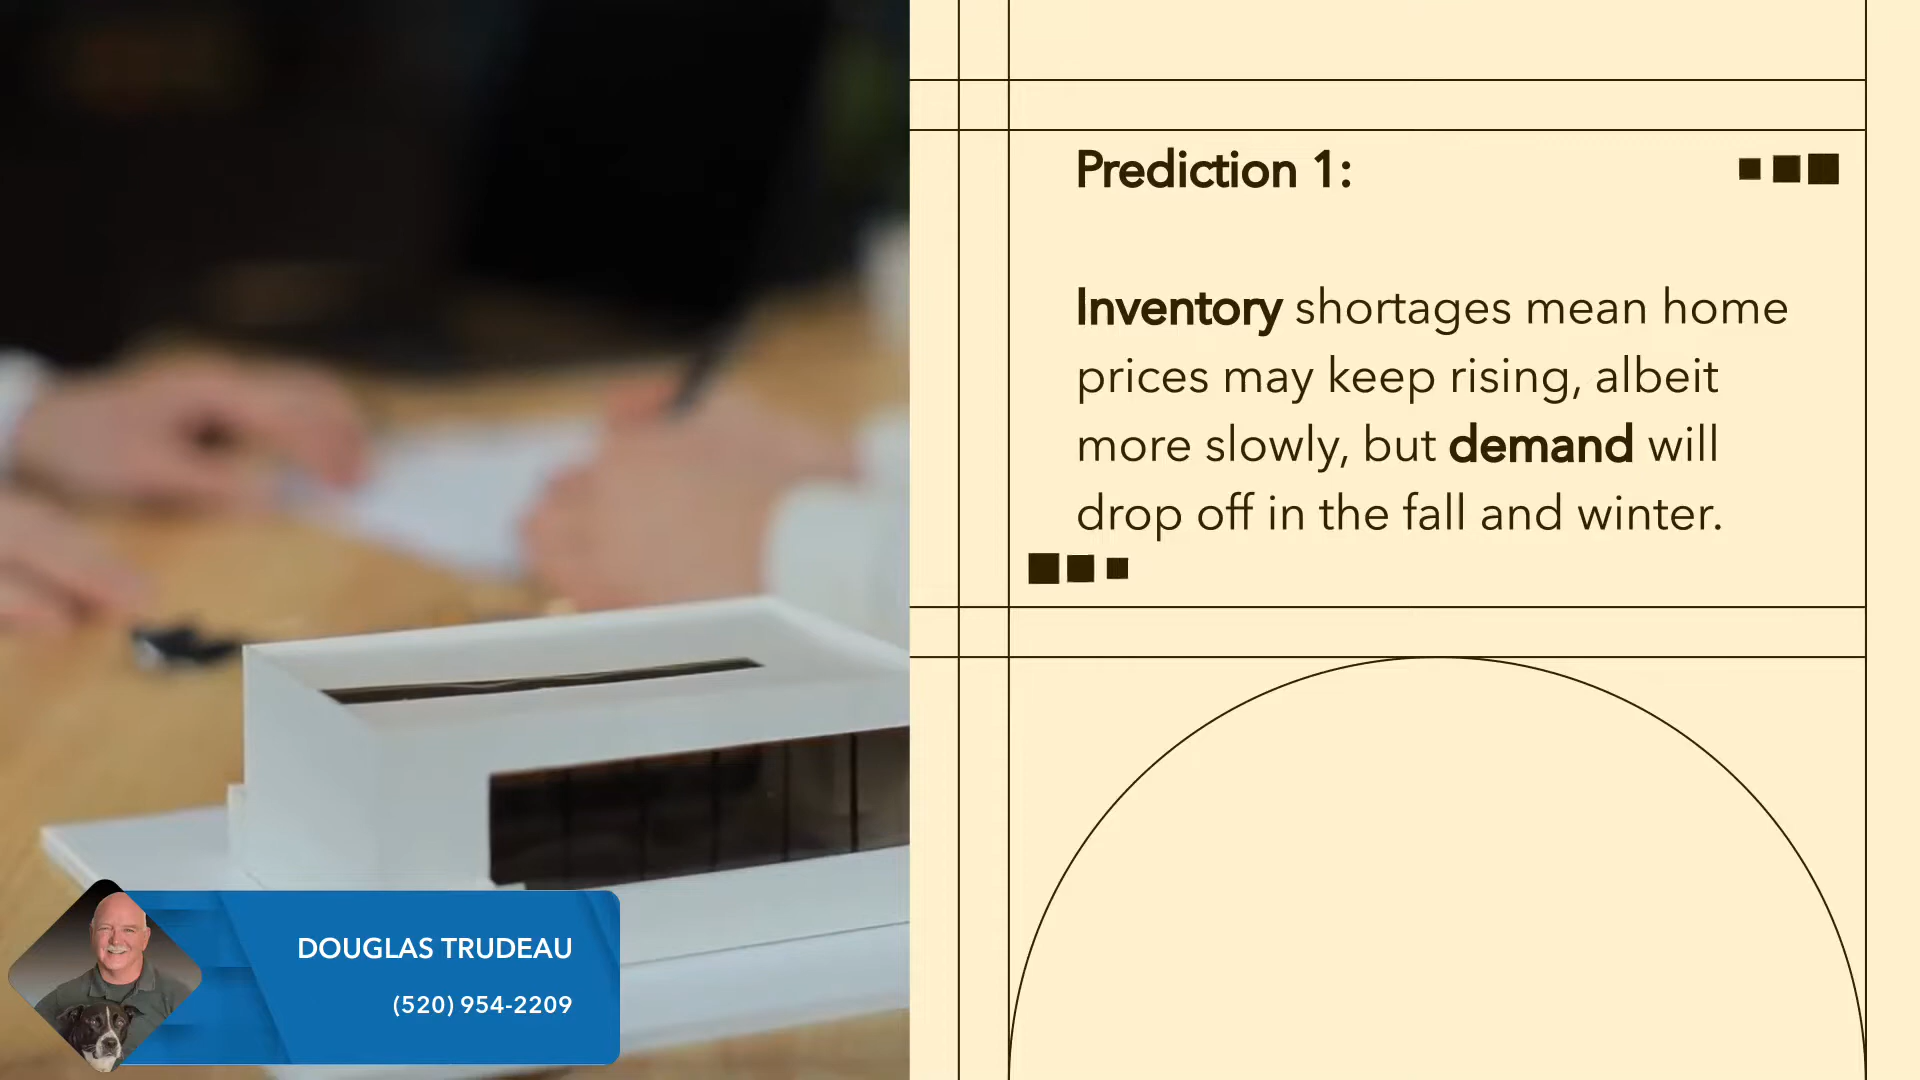 Prediction 1:
Inventory shortages mean home
prices may keep rising, albeit
more slowly, but demand will
drop off in the fall and winter.
DOUGLAS TRUDEAU
(520) 954-2209